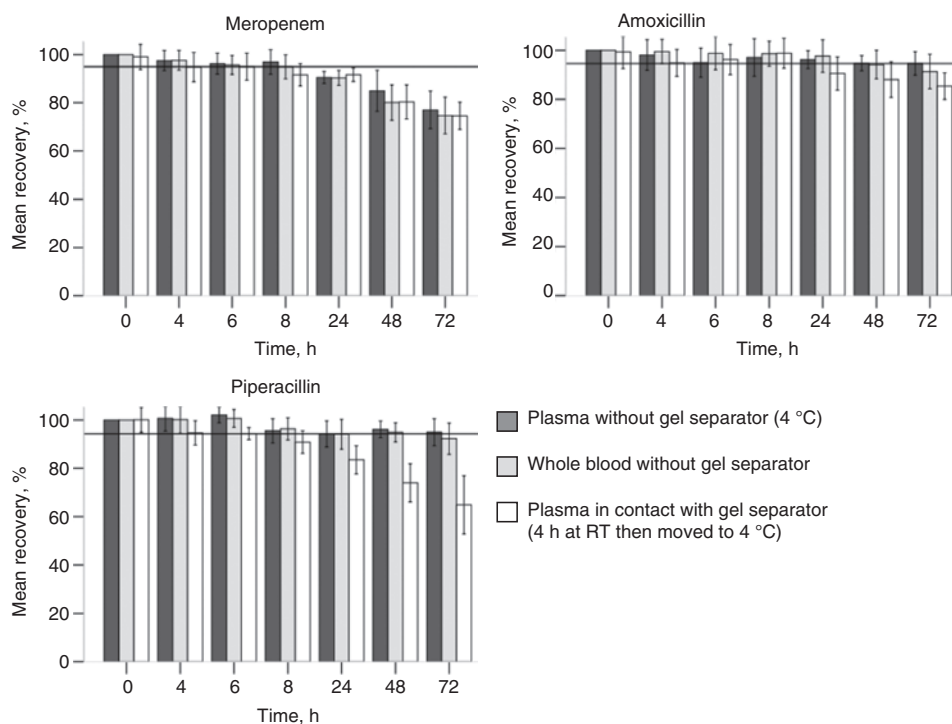 Meropenem
Mean recovery, %
100
80
60
40
20
0
0 4 6 8 24 48 72
Time, h
Amoxicillin
Mean recovery, %
100
80
60
40
20
0
0 4 6 8 24 48 72
Time, h
Piperacillin
Mean recovery, %
100
80
60
40
20
0
0 4 6 8 24 48 72
Time, h
Plasma without gel separator (4 °C)
Whole blood without gel separator
Plasma in contact with gel separator
(4 h at RT then moved to 4 °C)